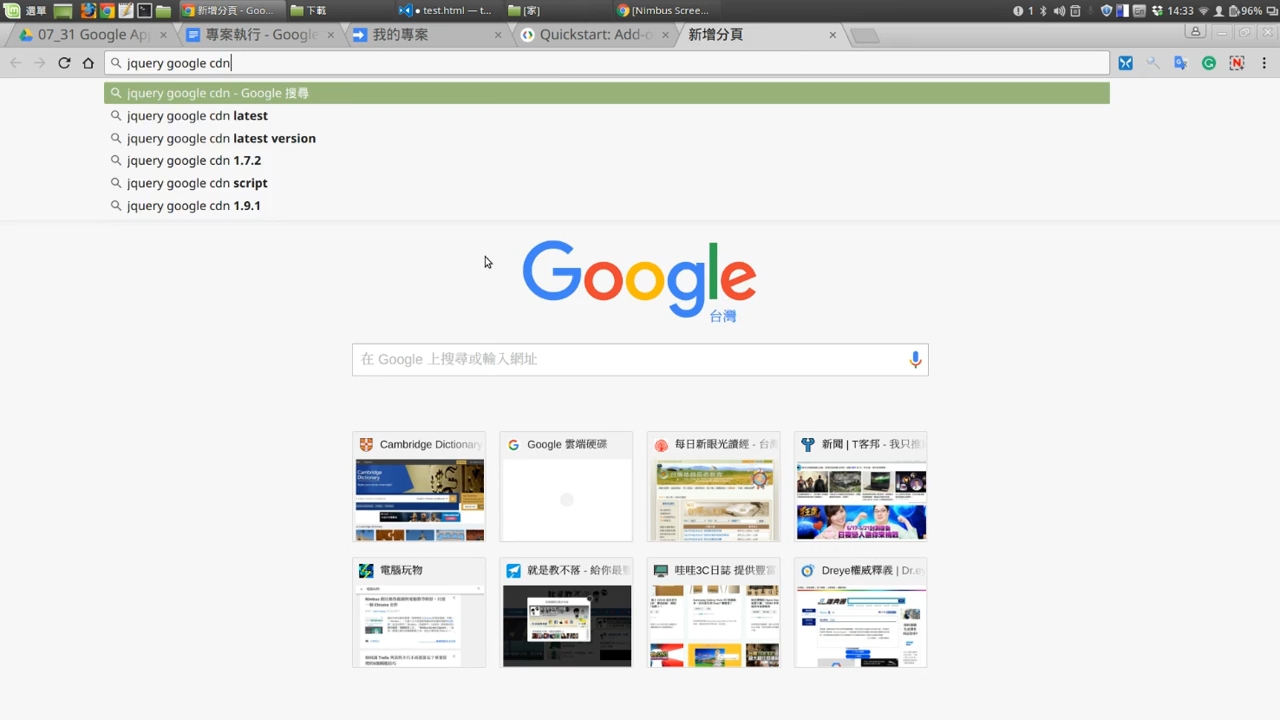 選單
新增分頁 - Goo...
下載
• test.html — t...
[家]
[Nimbus Scree...
1
En
14:33
96%
07_31 Google Ap
專案執行 - Google
我的專案
Quickstart: Add-o
新增分頁
jquery google cdn
jquery google cdn - Google 搜尋
jquery google cdn latest
jquery google cdn latest version
jquery google cdn 1.7.2
jquery google cdn script
jquery google cdn 1.9.1
Google
台灣
在 Google 上搜尋或輸入網址
Cambridge Dictionary
Google 雲端硬碟
每日新眼光讀經 - 台
新聞 | T客邦 - 我只推
Cambridge
Dictionary
電腦玩物
就是教不落 - 給你最
哇哇3C日誌 提供豐富
Dreye權威釋義 | Dr.e